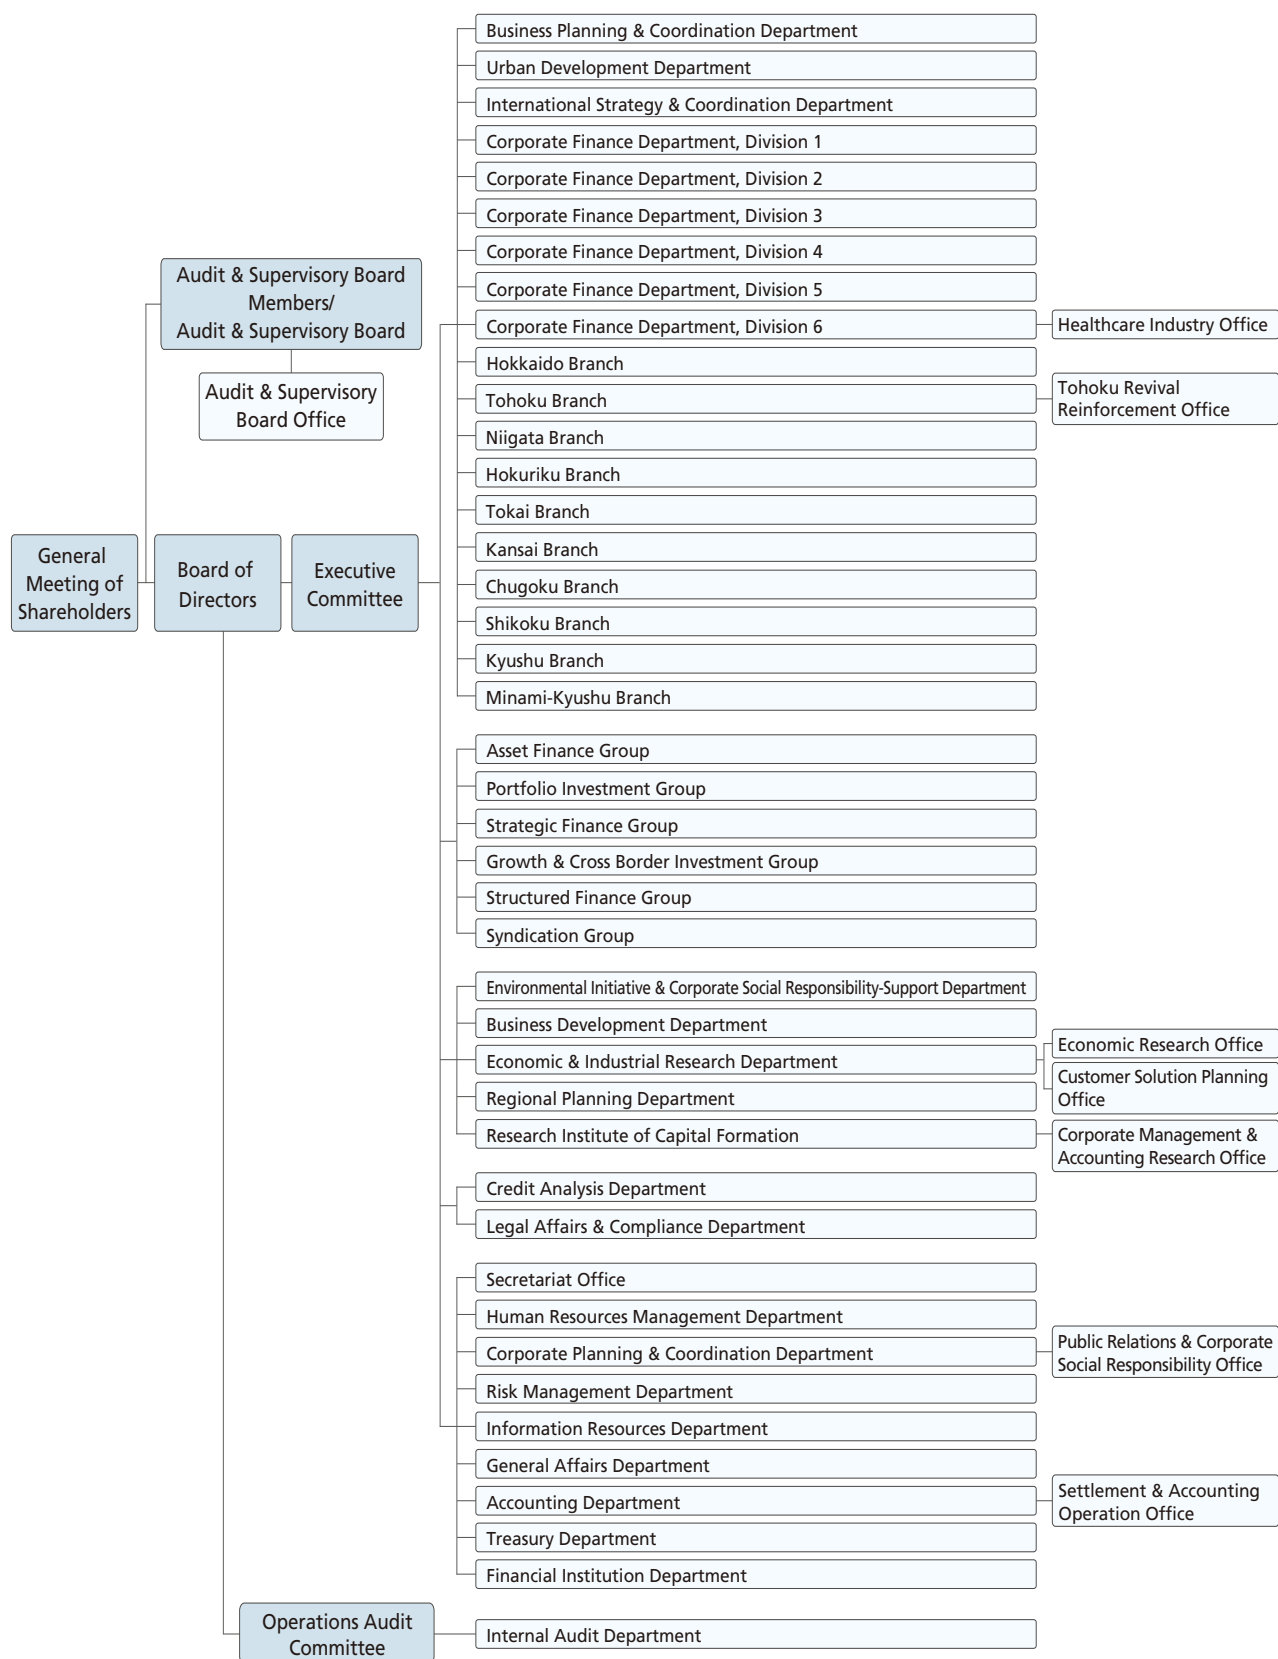 General
Meeting of
Shareholders
Audit & Supervisory Board
Members/
Audit & Supervisory Board
Audit & Supervisory
Board Office
Board of
Directors
Executive
Committee
Business Planning & Coordination Department
Urban Development Department
International Strategy & Coordination Department
Corporate Finance Department, Division 1
Corporate Finance Department, Division 2
Corporate Finance Department, Division 3
Corporate Finance Department, Division 4
Corporate Finance Department, Division 5
Corporate Finance Department, Division 6
Healthcare Industry Office
Hokkaido Branch
Tohoku Branch
Tohoku Revival
Reinforcement Office
Niigata Branch
Hokuriku Branch
Tokai Branch
Kansai Branch
Chugoku Branch
Shikoku Branch
Kyushu Branch
Minami-Kyushu Branch
Asset Finance Group
Portfolio Investment Group
Strategic Finance Group
Growth & Cross Border Investment Group
Structured Finance Group
Syndication Group
Environmental Initiative & Corporate Social Responsibility-Support Department
Business Development Department
Economic & Industrial Research Department
Economic Research Office
Customer Solution Planning
Office
Regional Planning Department
Research Institute of Capital Formation
Corporate Management &
Accounting Research Office
Credit Analysis Department
Legal Affairs & Compliance Department
Secretariat Office
Human Resources Management Department
Corporate Planning & Coordination Department
Public Relations & Corporate
Social Responsibility Office
Risk Management Department
Information Resources Department
General Affairs Department
Accounting Department
Settlement & Accounting
Operation Office
Treasury Department
Financial Institution Department
Operations Audit
Committee
Internal Audit Department